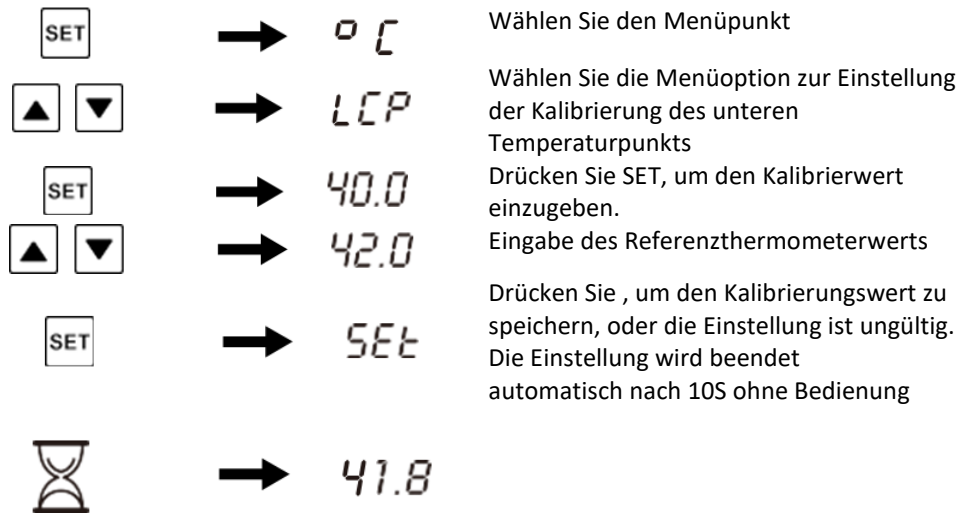 SET ° C Wählen Sie den Menüpunkt
LCP Wählen Sie die Menüoption zur Einstellung
der Kalibrierung des unteren
Temperaturpunkts
SET 40.0 Drücken Sie SET, um den Kalibrierwert
einzugeben.
42.0 Eingabe des Referenzthermometerwerts
SET SEt Drücken Sie , um den Kalibrierungswert zu
speichern, oder die Einstellung ist ungültig.
Die Einstellung wird beendet
automatisch nach 10S ohne Bedienung
41.8